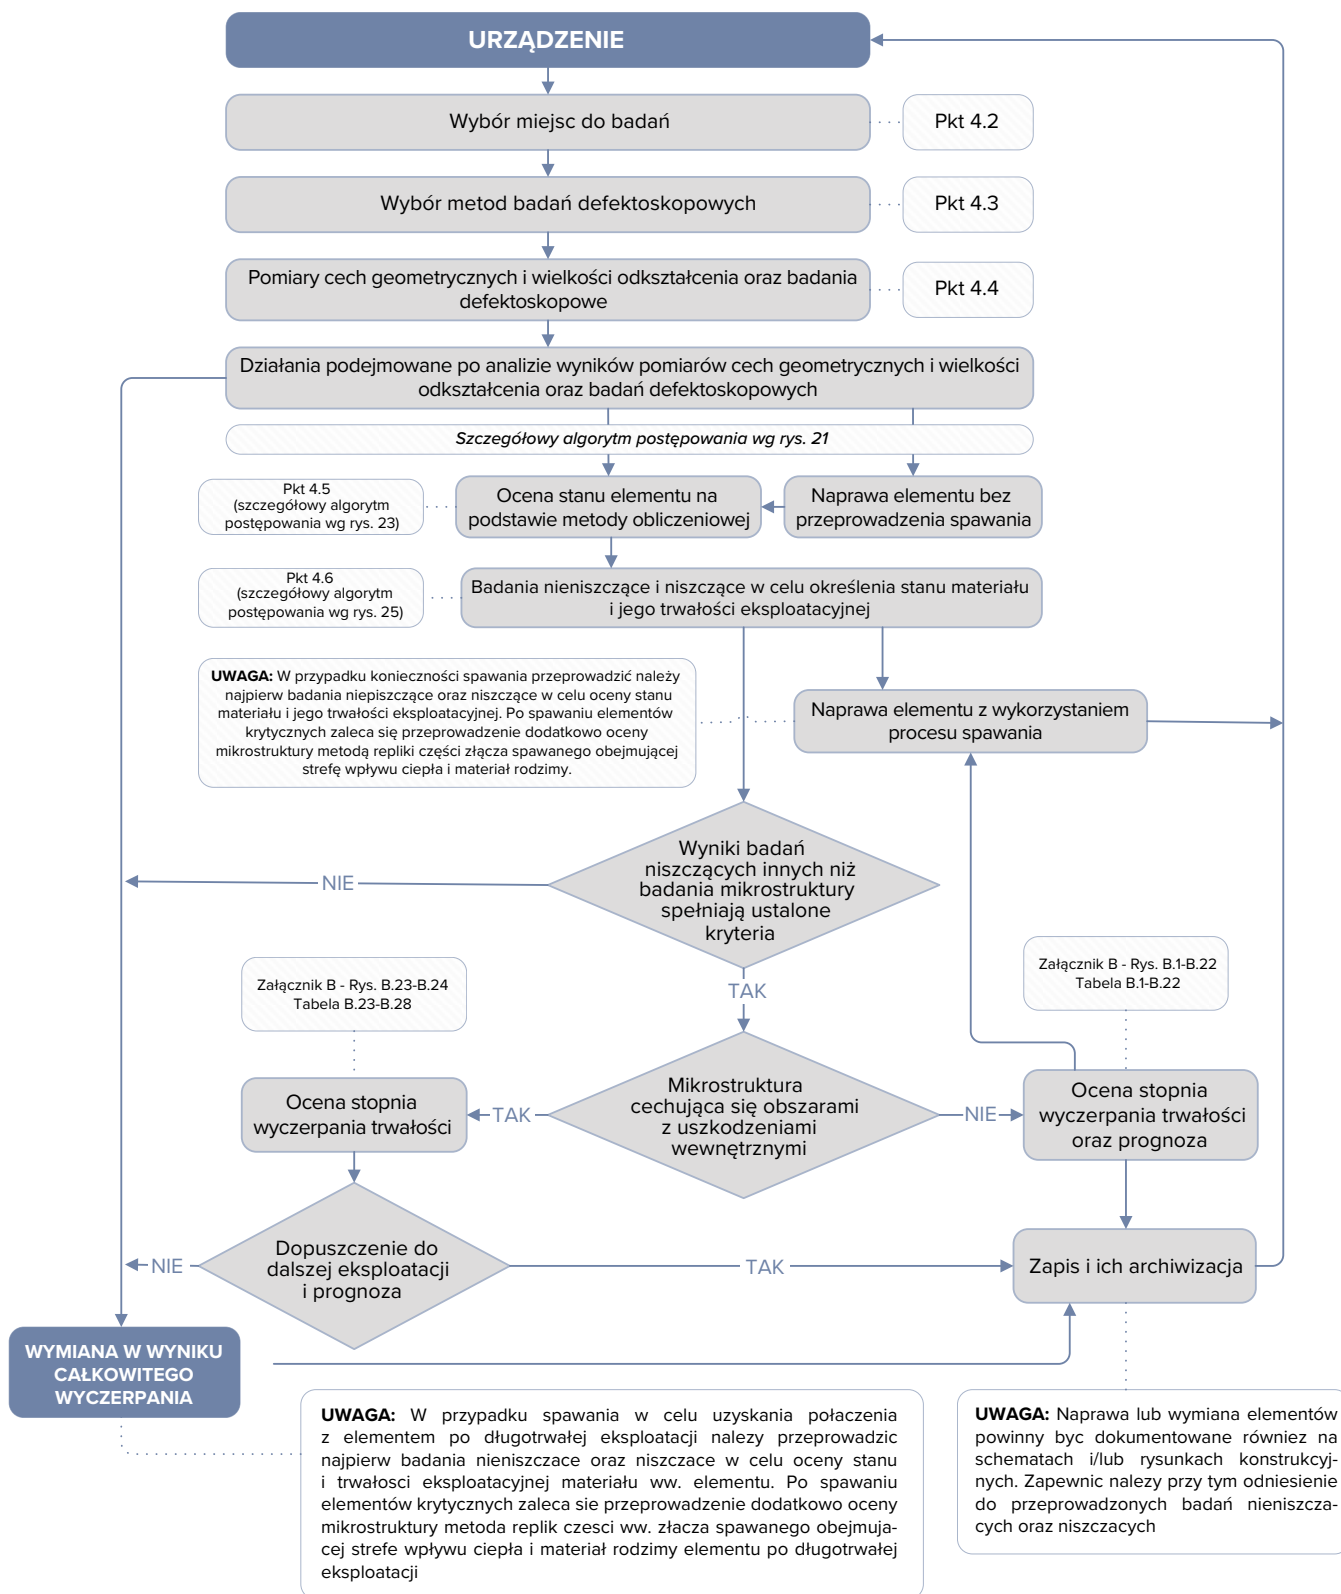 URZĄDZENIE
Wybór miejsc do badań
Pkt 4.2
Wybór metod badań defektoskopowych
Pkt 4.3
Pomiary cech geometrycznych i wielkości odkształcenia oraz badania
defektoskopowe
Pkt 4.4
Działania podejmowane po analizie wyników pomiarów cech geometrycznych i wielkości
odkształcenia oraz badań defektoskopowych
Szczegółowy algorytm postępowania wg rys. 21
Pkt 4.5
(szczegółowy algorytm
postępowania wg rys. 23)
Ocena stanu elementu na
podstawie metody obliczeniowej
Naprawa elementu bez
przeprowadzenia spawania
Pkt 4.6
(szczegółowy algorytm
postępowania wg rys. 25)
Badania nieniszczące i niszczące w celu określenia stanu materiału
i jego trwałości eksploatacyjnej
UWAGA: W przypadku konieczności spawania przeprowadzić należy
najpierw badania niepiszczące oraz niszczące w celu oceny stanu
materiału i jego trwałości eksploatacyjnej. Po spawaniu elementów
krytycznych zaleca się przeprowadzenie dodatkowo oceny
mikrostruktury metodą repliki części złącza spawanego obejmującej
strefę wpływu ciepła i materiał rodzimy.
Naprawa elementu z wykorzystaniem
procesu spawania
Wyniki badań
niszczących innych niż
badania mikrostruktury
spełniają ustalone
kryteria
NIE
TAK
Załącznik B - Rys. B.23-B.24
Tabela B.23-B.28
Załącznik B - Rys. B.1-B.22
Tabela B.1-B.22
Ocena stopnia
wyczerpania trwałości
TAK
Mikrostruktura
cechująca się obszarami
z uszkodzeniami
wewnętrznymi
NIE
Ocena stopnia
wyczerpania trwałości
oraz prognoza
NIE
Dopuszczenie do
dalszej eksploatacji
i prognoza
TAK
Zapis i ich archiwizacja
WYMIANA W WYNIKU
CAŁKOWITEGO
WYCZERPANIA
UWAGA: W przypadku spawania w celu uzyskania połaczenia
z elementem po długotrwałej eksploatacji nalezy przeprowadzic
najpierw badania nieniszczace oraz niszczace w celu oceny stanu
i trwałosci eksploatacyjnej materiału ww. elementu. Po spawaniu
elementów krytycznych zaleca sie przeprowadzenie dodatkowo oceny
mikrostruktury metoda replik czesci ww. złacza spawanego obejmuja-
cej strefe wpływu ciepła i materiał rodzimy elementu po długotrwałej
eksploatacji
UWAGA: Naprawa lub wymiana elementów
powinny byc dokumentowane równiez na
schematach i/lub rysunkach konstrukcyj-
nych. Zapewnic nalezy przy tym odniesienie
do przeprowadzonych badań nieniszcza-
cych oraz niszczacych